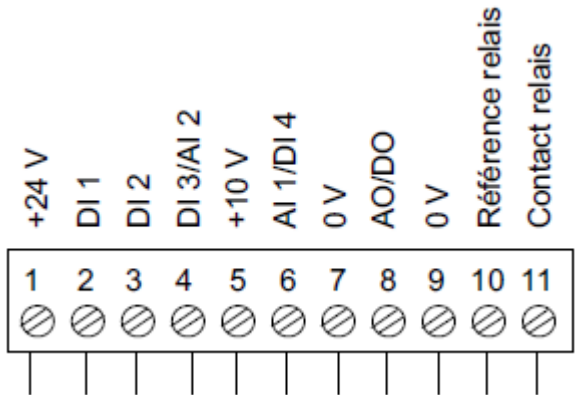 +24 V
DI 1
DI 2
DI 3/AI 2
+10 V
AI 1/DI 4
0 V
AO/DO
0 V
Référence relais
Contact relais
1 2 3 4 5 6 7 8 9 10 11